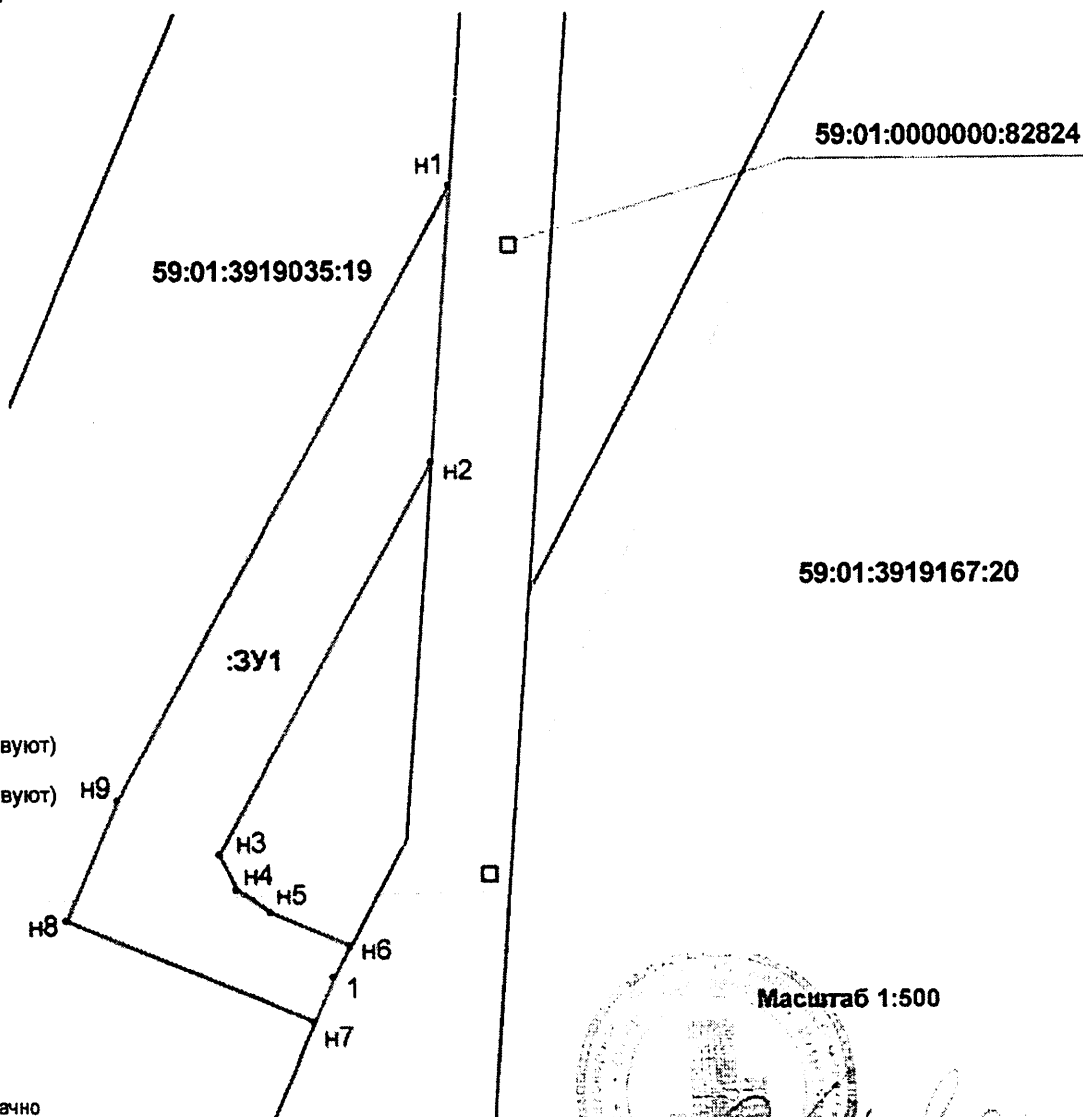 59:01:0000000:82824
н1
59:01:3919035:19
н2
59:01:3919167:20
:ЗУ1
вуют)
н9
вуют)
н3
н4
н5
н8
н6
1
Масштаб 1:500
н7
ачно